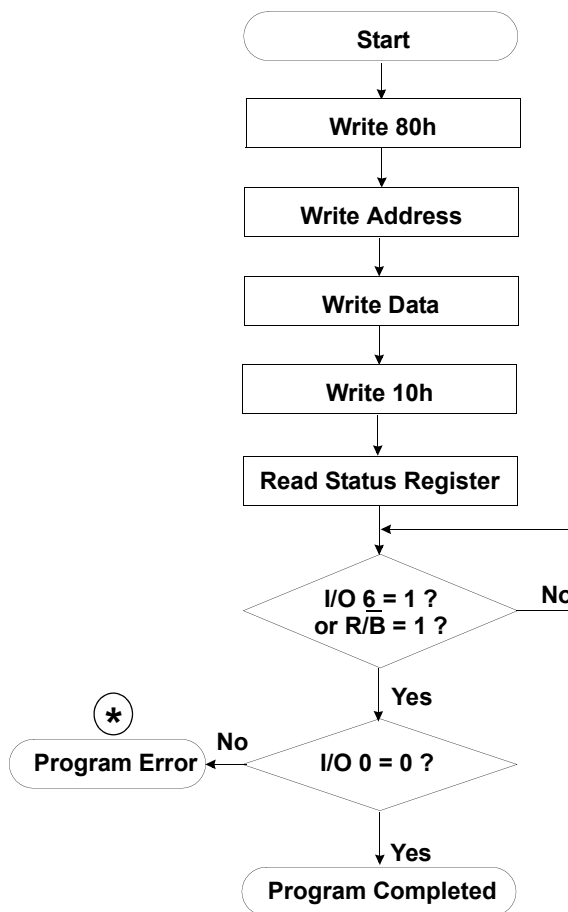 Start
Write 80h
Write Address
Write Data
Write 10h
Read Status Register
I/O 6 = 1 ?
or R/B̅ = 1 ?
No
Yes
*
No
Program Error
I/O 0 = 0 ?
Yes
Program Completed